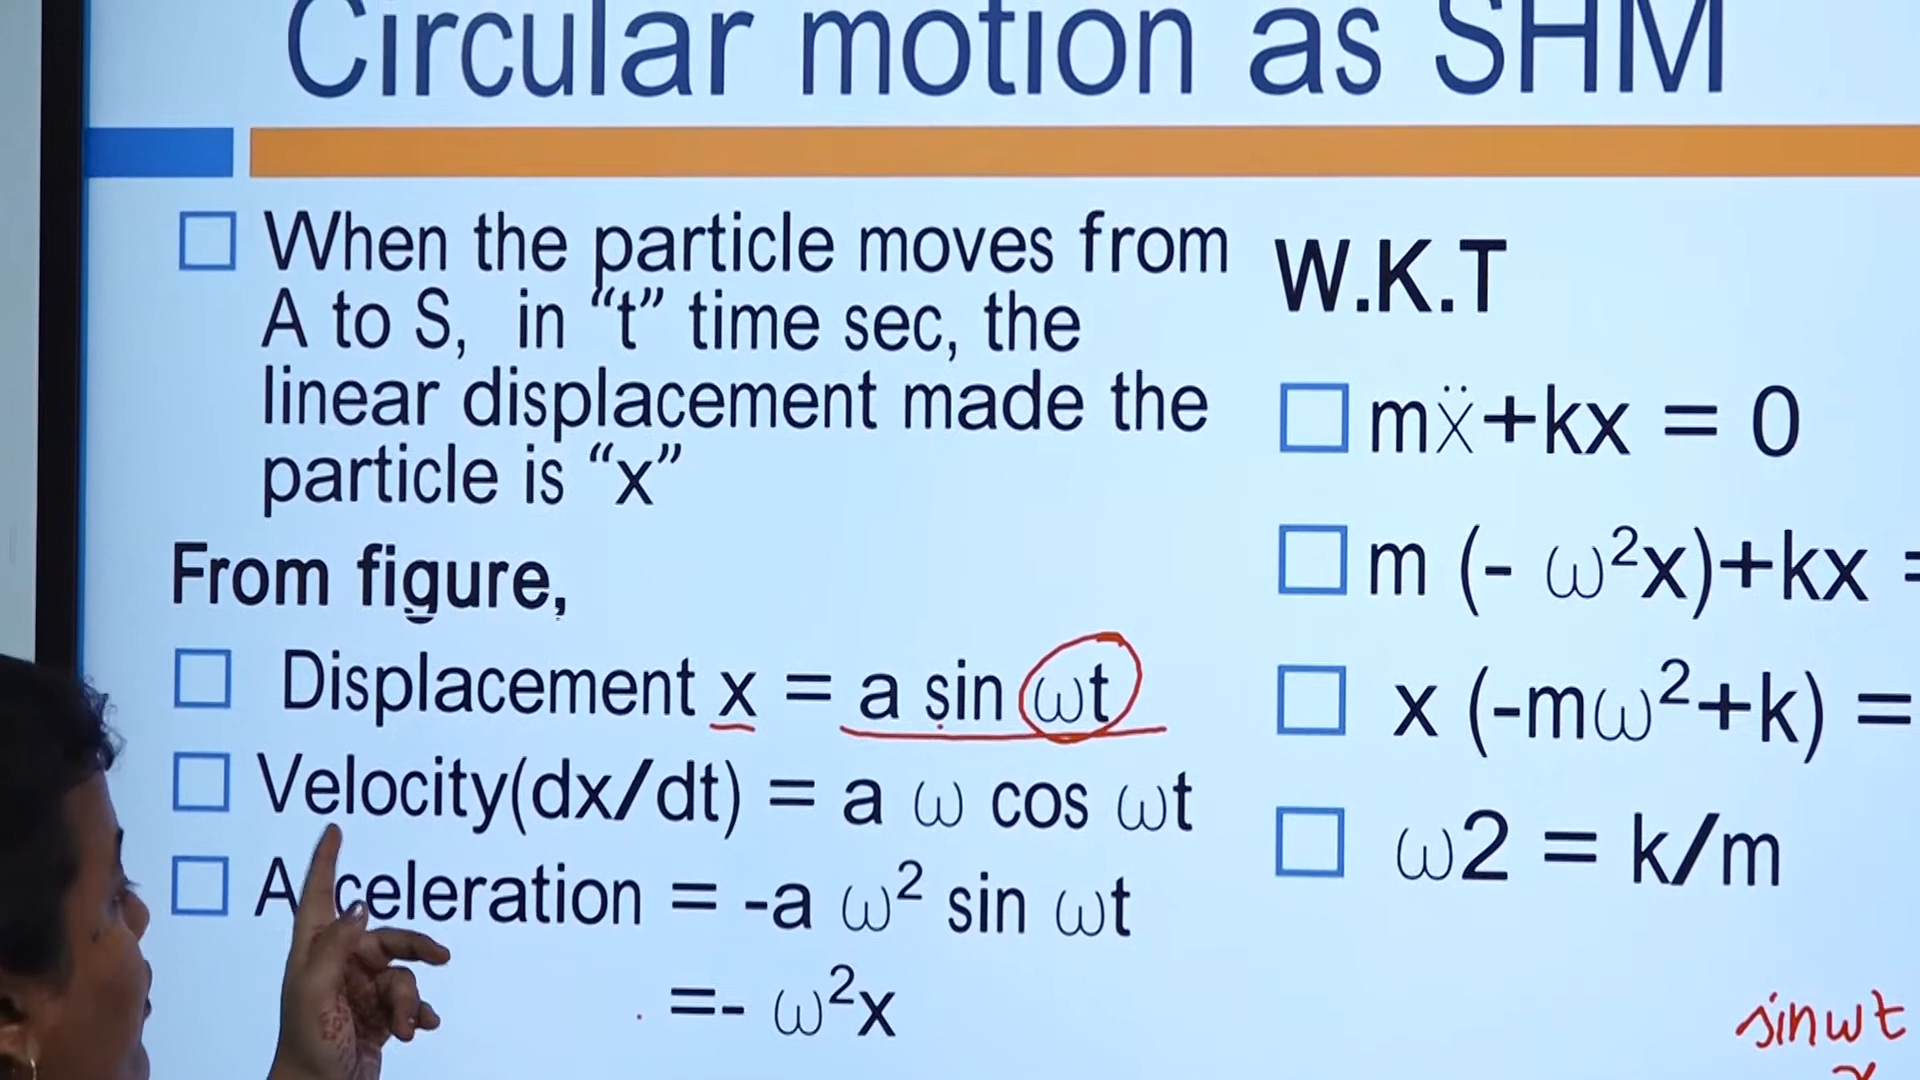 Circular motion as SHM
When the particle moves from
A to S, in “t” time sec, the
linear displacement made the
particle is “x”
From figure,
Displacement x = a sin ωt
Velocity(dx/dt) = a ω cos ωt
Acceleration = -a ω² sin ωt
=- ω²x
W.K.T
mẍ+kx = 0
m (- ω²x)+kx =
x (-mω²+k) =
ω2 = k/m
sinωt